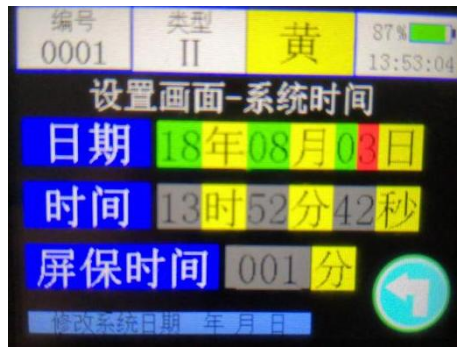 编号 类型 黄 87%
0001 II 13:53:04
设置画面-系统时间
日期 18年08月03日
时间 13时52分42秒
屏保时间 001分
修改系统日期 年月日